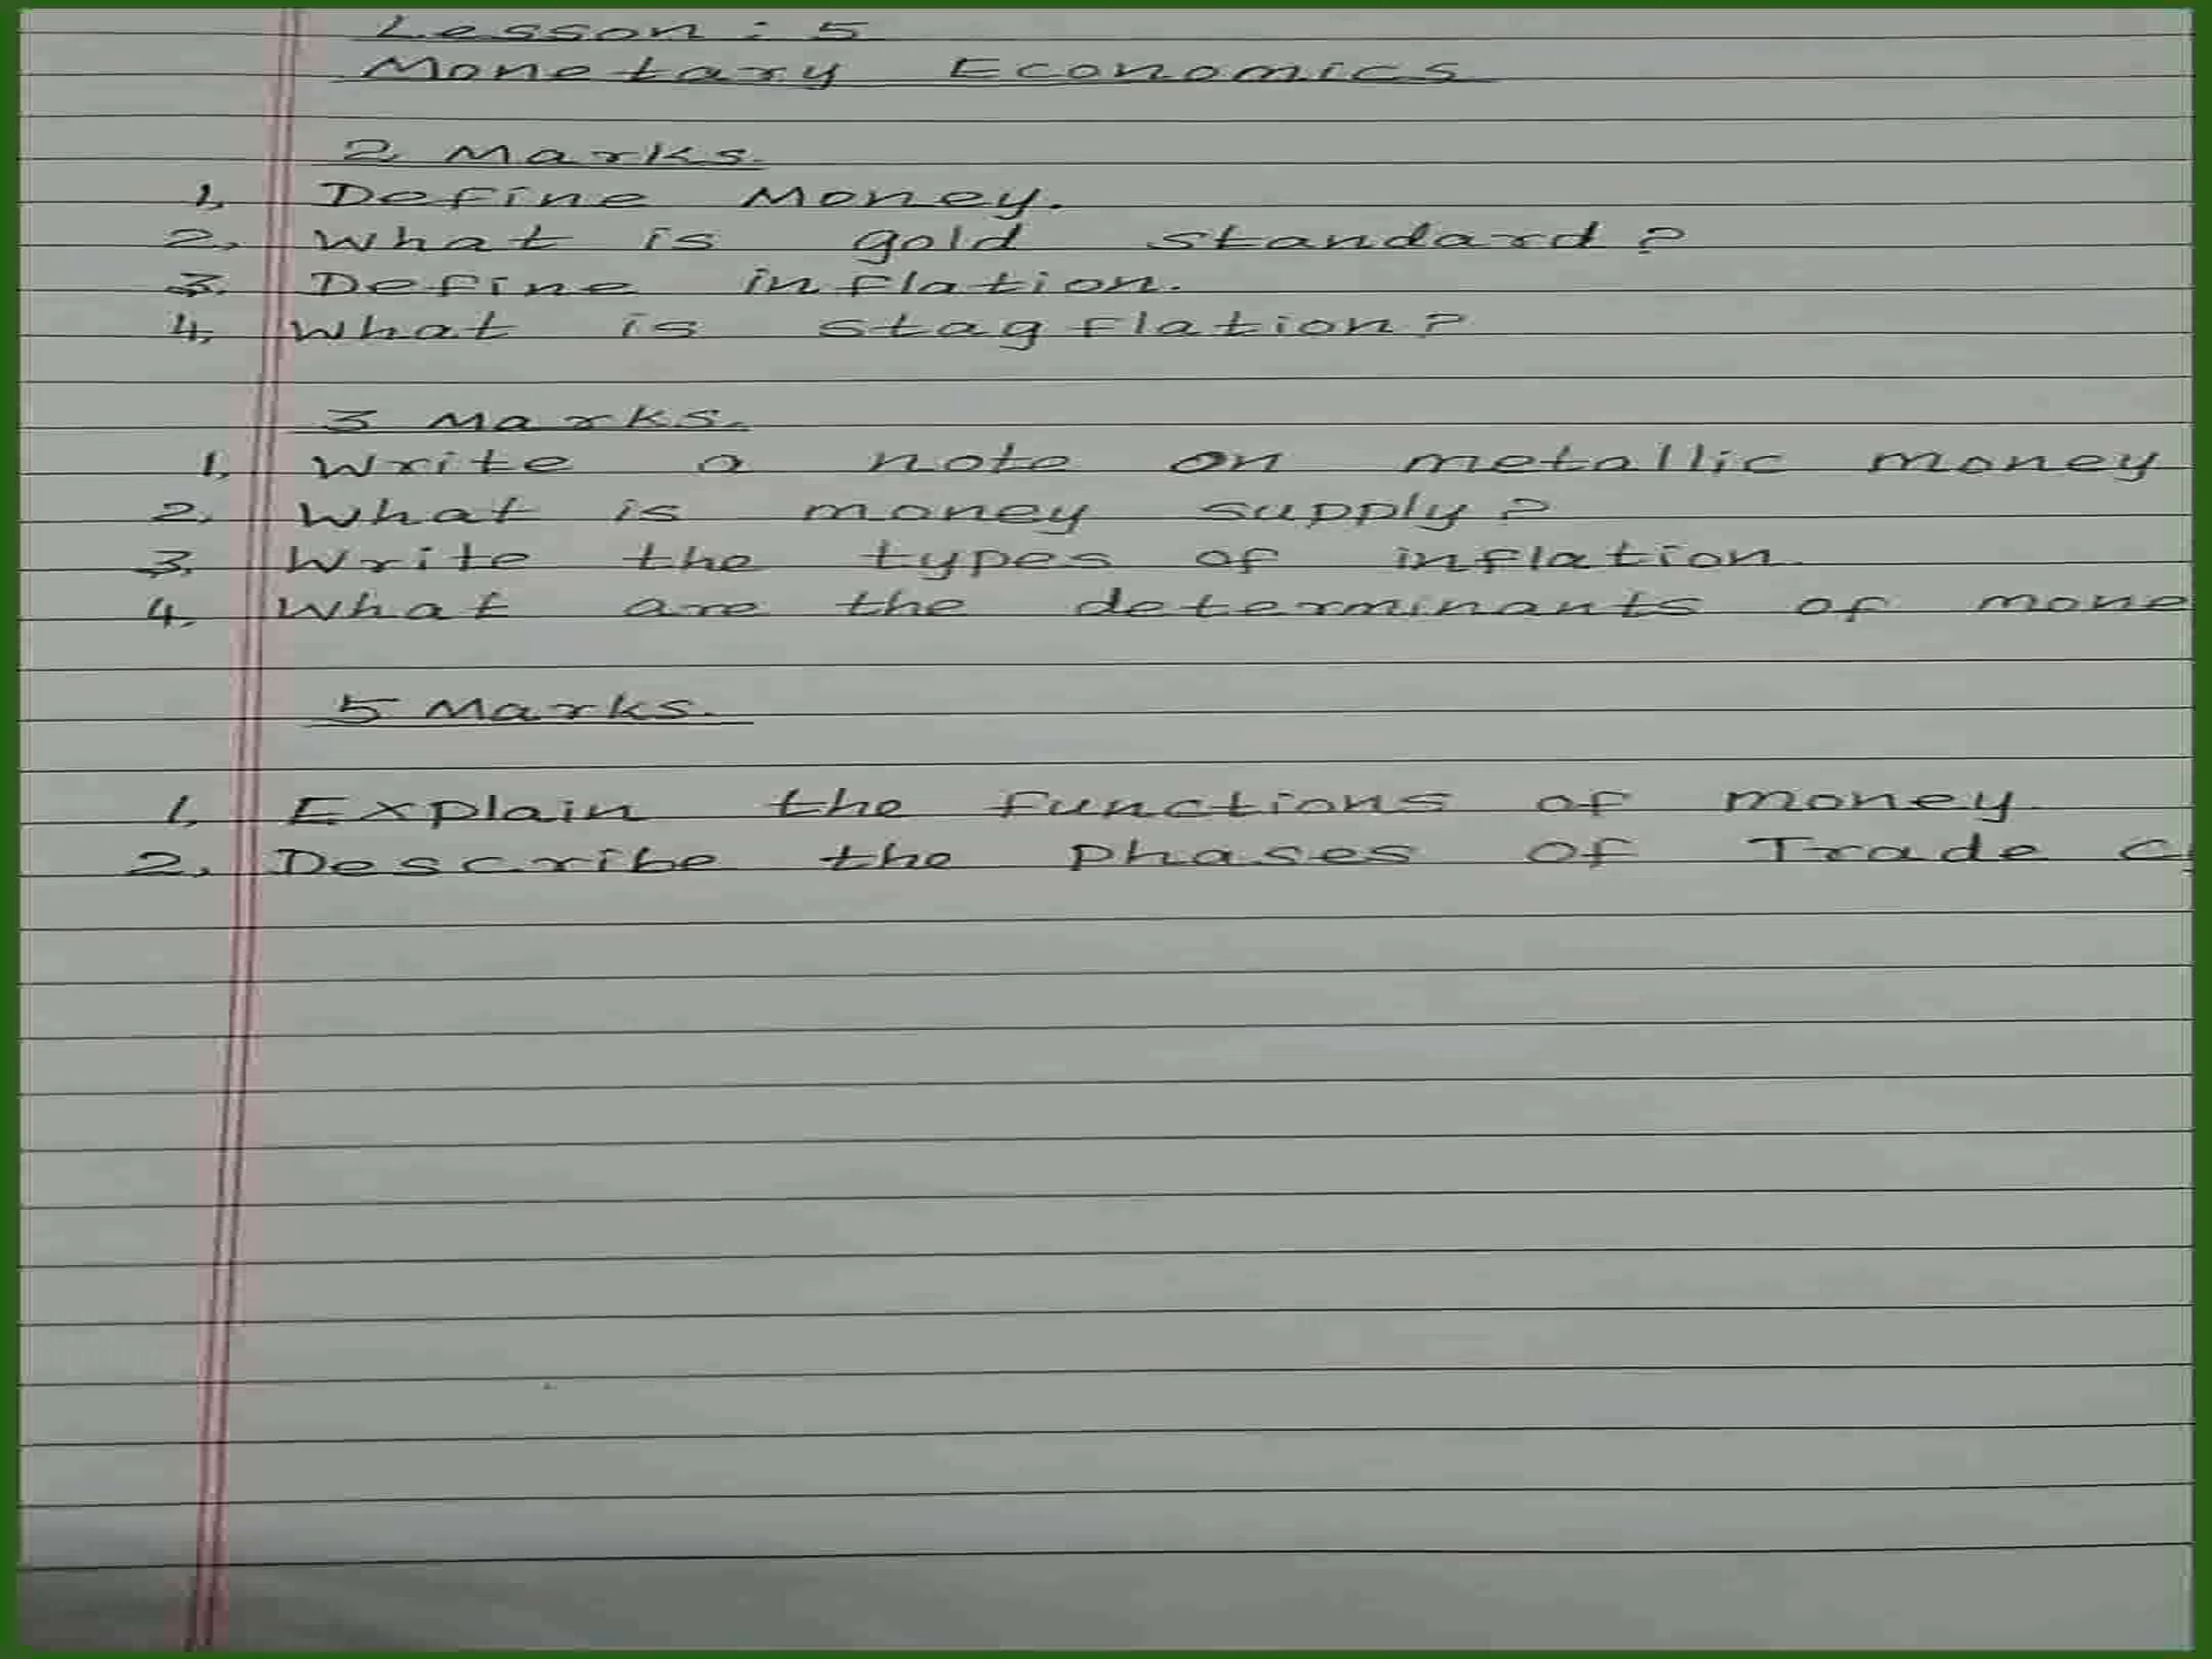 Lesson : 5
Monetary Economics
2 Marks.
1. Define Money.
2. What is gold standard?
3. Define inflation.
4. What is stagflation?
3 Marks.
1. Write a note on metallic money
2. What is money supply?
3. Write the types of inflation.
4. What are the determinants of mone
5 Marks.
1. Explain the functions of money.
2. Describe the phases of Trade